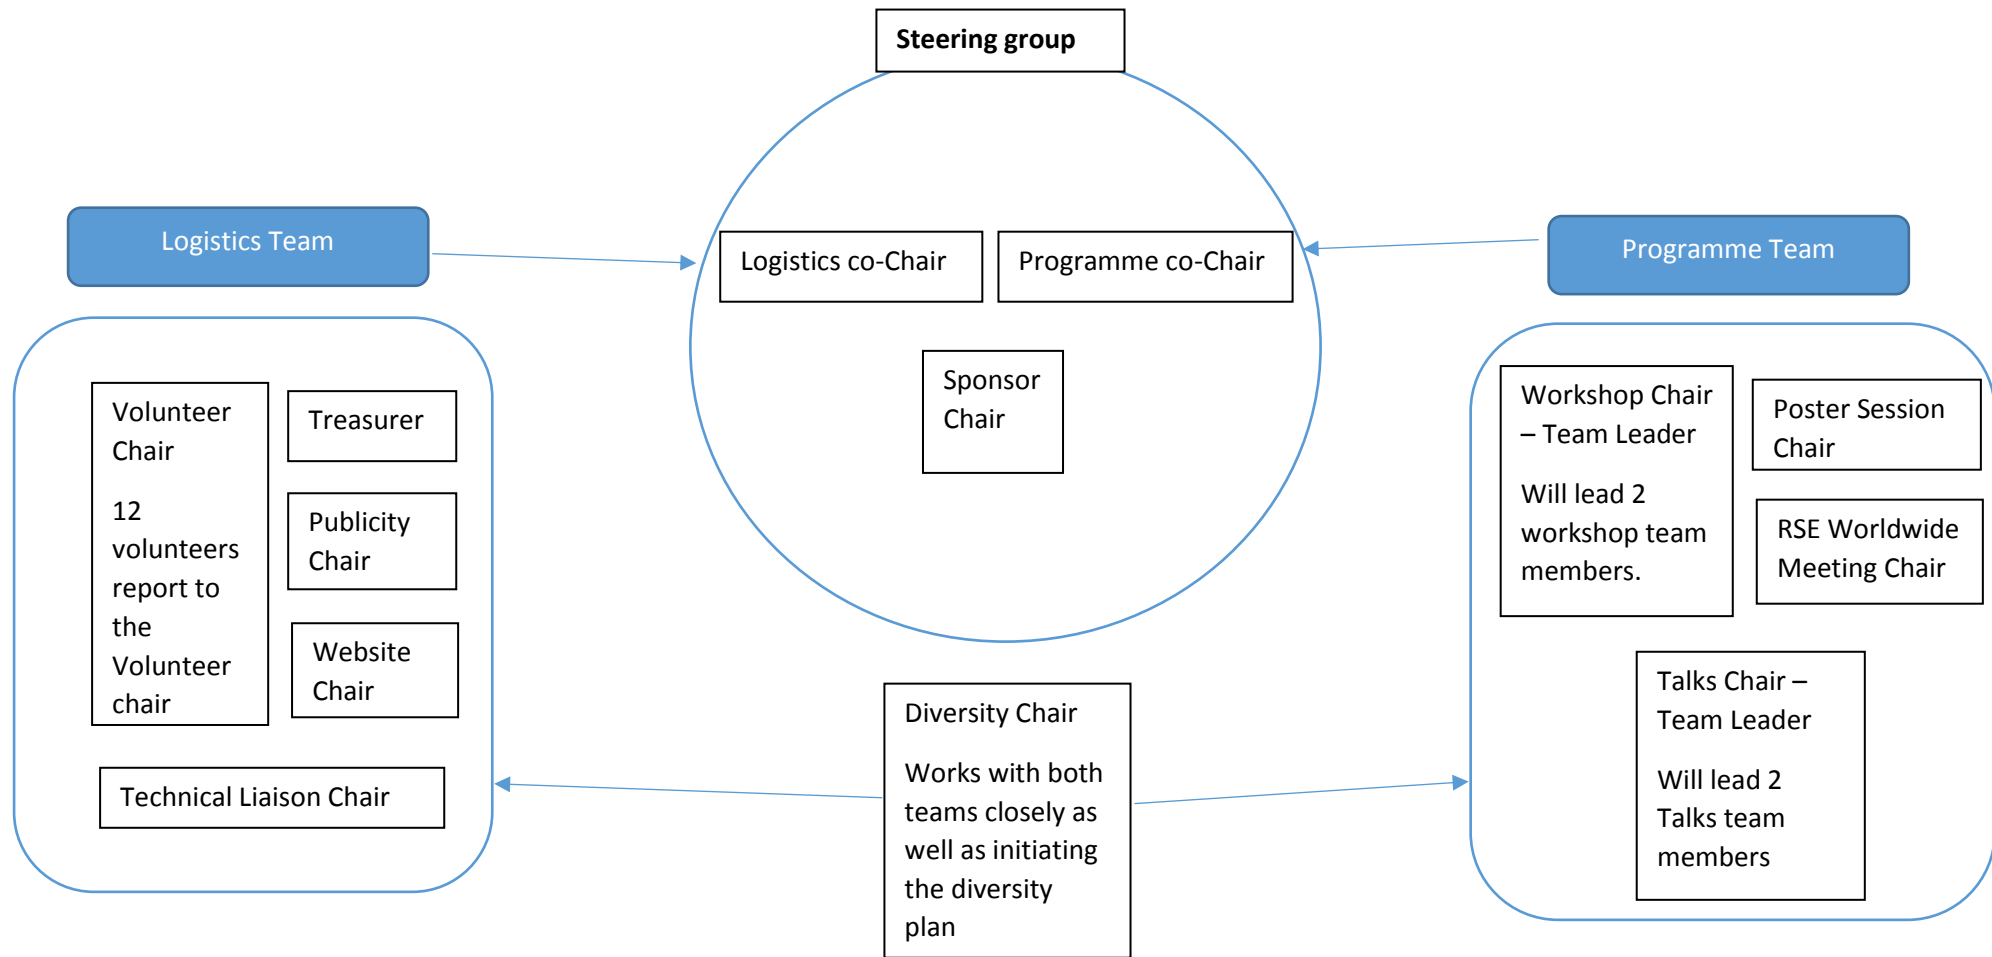 Steering group
Logistics Team
Logistics co-Chair
Programme co-Chair
Programme Team
Sponsor
Chair
Volunteer
Chair
12
volunteers
report to
the
Volunteer
chair
Treasurer
Publicity
Chair
Website
Chair
Technical Liaison Chair
Diversity Chair
Works with both
teams closely as
well as initiating
the diversity
plan
Workshop Chair
– Team Leader
Will lead 2
workshop team
members.
Poster Session
Chair
RSE Worldwide
Meeting Chair
Talks Chair –
Team Leader
Will lead 2
Talks team
members